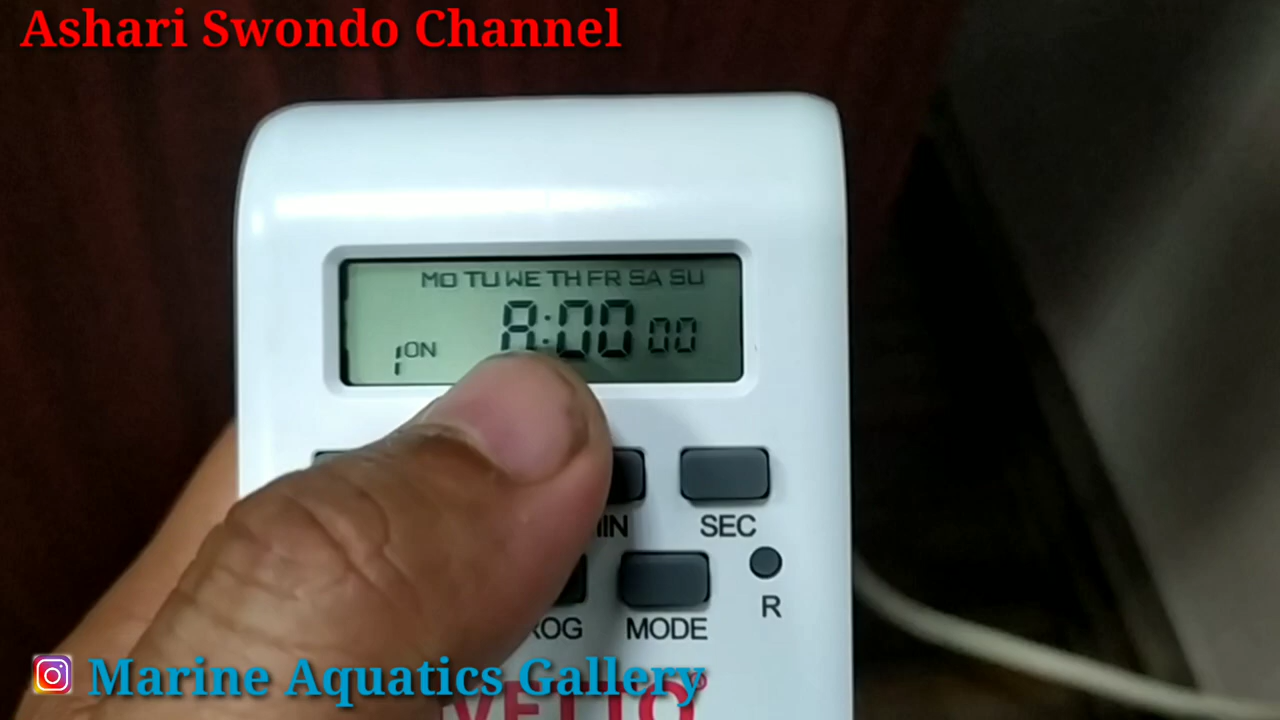 Ashari Swondo Channel
MO TU WE TH FR SA SU
1 ON 8:00 00
SEC
R
MODE
Marine Aquatics Gallery